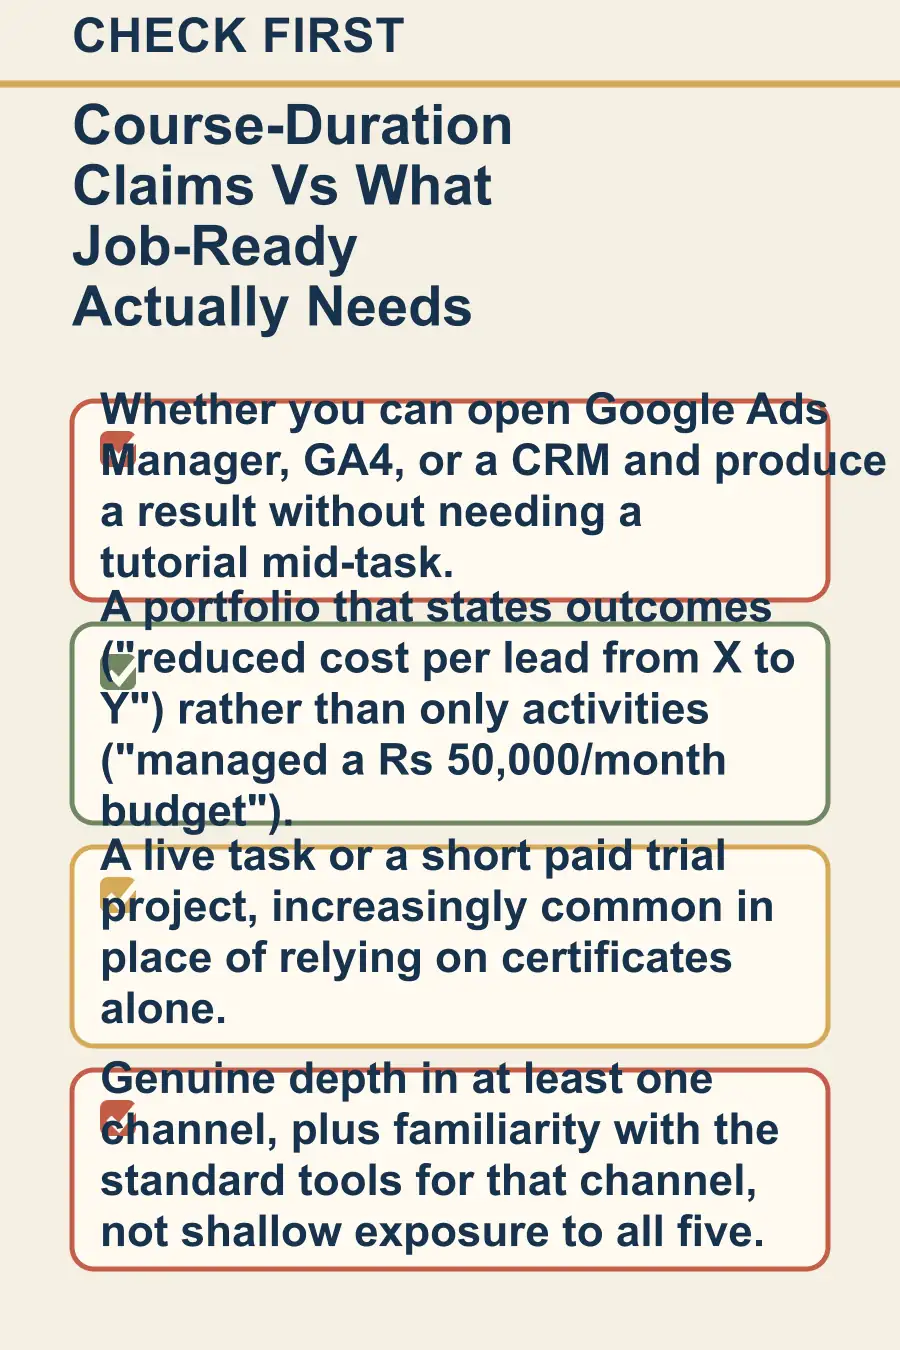 CHECK FIRST
Course-Duration
Claims Vs What
Job-Ready
Actually Needs
Whether you can open Google Ads
Manager, GA4, or a CRM and produce
a result without needing a
tutorial mid-task.
A portfolio that states outcomes
("reduced cost per lead from X to
Y") rather than only activities
("managed a Rs 50,000/month
budget").
A live task or a short paid trial
project, increasingly common in
place of relying on certificates
alone.
Genuine depth in at least one
channel, plus familiarity with the
standard tools for that channel,
not shallow exposure to all five.